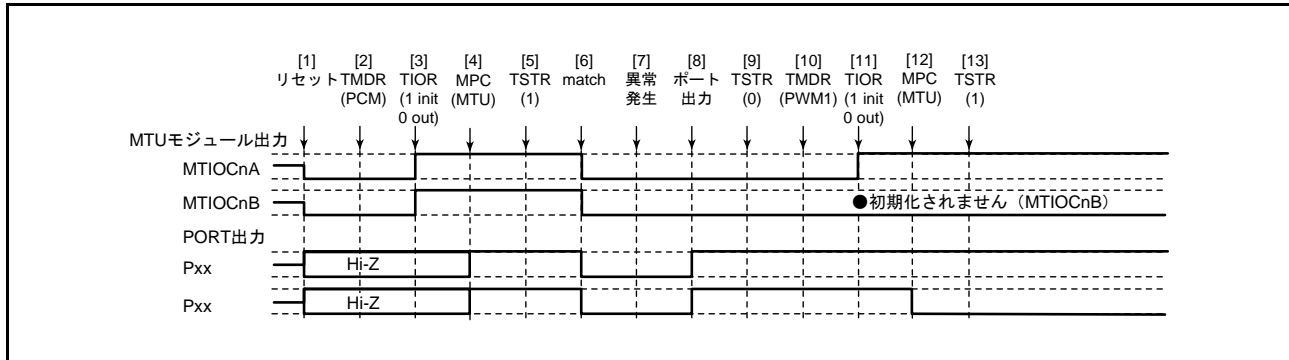 [1] [2] [3] [4] [5] [6] [7] [8] [9] [10] [11] [12] [13]
リセット TMDR TIOR MPC TSTR match 異常 ポート TSTR TMDR TIOR MPC TSTR
(PCM) (1 init (MTU) (1) 発生 出力 (0) (PWM1) (1 init (MTU) (1)
0 out) 0 out)
MTUモジュール出力
MTIOCnA
MTIOCnB ●初期化されません（MTIOCnB）
PORT出力
Pxx Hi-Z
Pxx Hi-Z